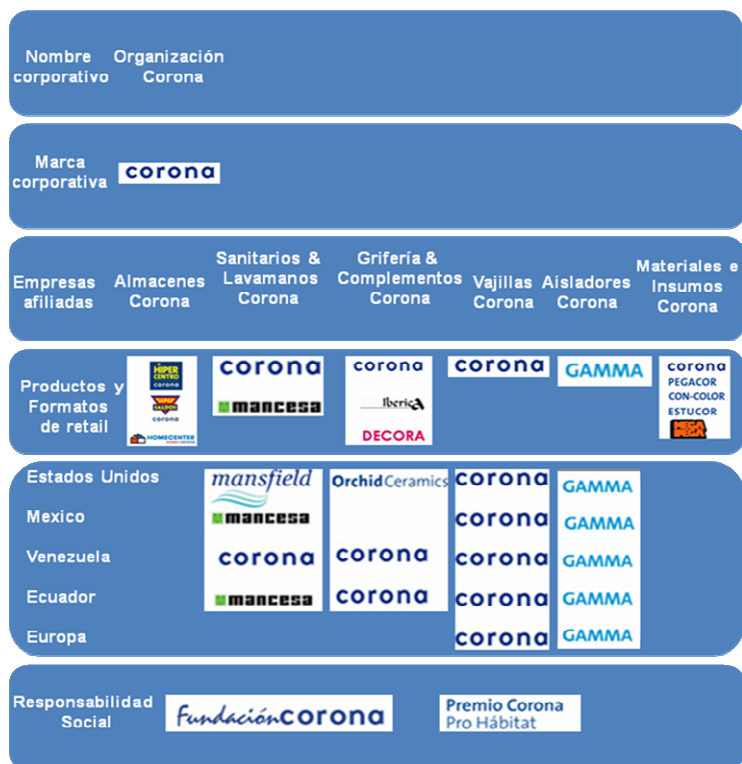 Nombre corporativo
Organización Corona
Marca corporativa
corona
Empresas afiliadas
Almacenes Corona
Sanitarios & Lavamanos Corona
Grifería & Complementos Corona
Vajillas Corona
Aisladores Corona
Materiales e Insumos Corona
Productos y Formatos de retail
HIPER CENTRO corona
SUPER SALDOS corona
HOMECENTER
corona
mancesa
corona
Iberica
DECORA
corona
GAMMA
corona
PEGACOR
CON-COLOR
ESTUCOR
Estados Unidos
mansfield
OrchidCeramics
corona
GAMMA
Mexico
mancesa
corona
GAMMA
Venezuela
corona
corona
corona
GAMMA
Ecuador
mancesa
corona
corona
GAMMA
Europa
corona
GAMMA
Responsabilidad Social
Fundacióncorona
Premio Corona
Pro Hábitat